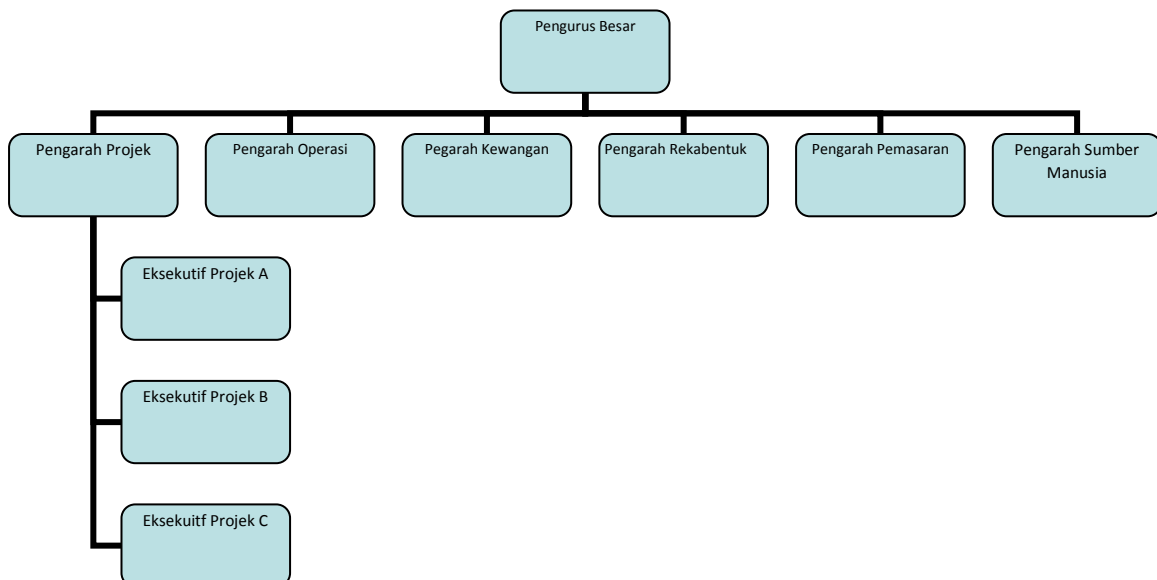 Pengurus Besar
Pengarah Projek
Pengarah Operasi
Pegarah Kewangan
Pengarah Rekabentuk
Pengarah Pemasaran
Pengarah Sumber
Manusia
Eksekutif Projek A
Eksekutif Projek B
Eksekuitf Projek C